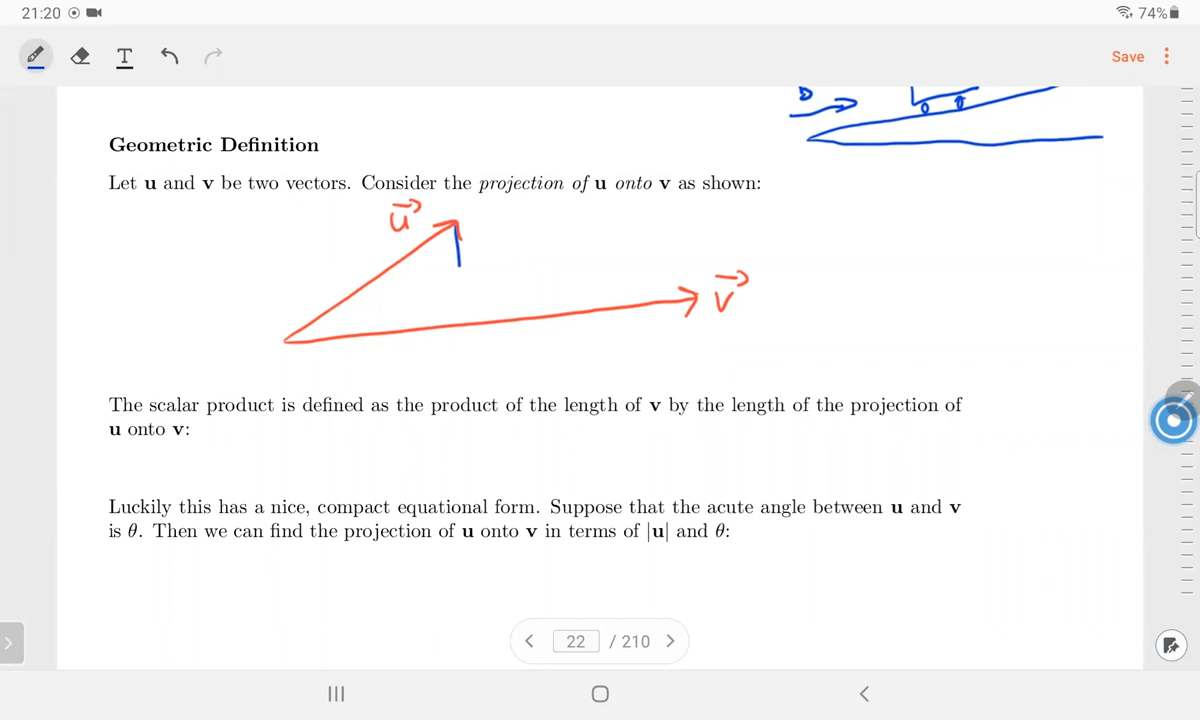 21:20
74%
T
Save
D
Geometric Definition
Let u and v be two vectors. Consider the projection of u onto v as shown:
u⃗
v⃗
The scalar product is defined as the product of the length of v by the length of the projection of
u onto v:
Luckily this has a nice, compact equational form. Suppose that the acute angle between u and v
is θ. Then we can find the projection of u onto v in terms of |u| and θ:
22 / 210